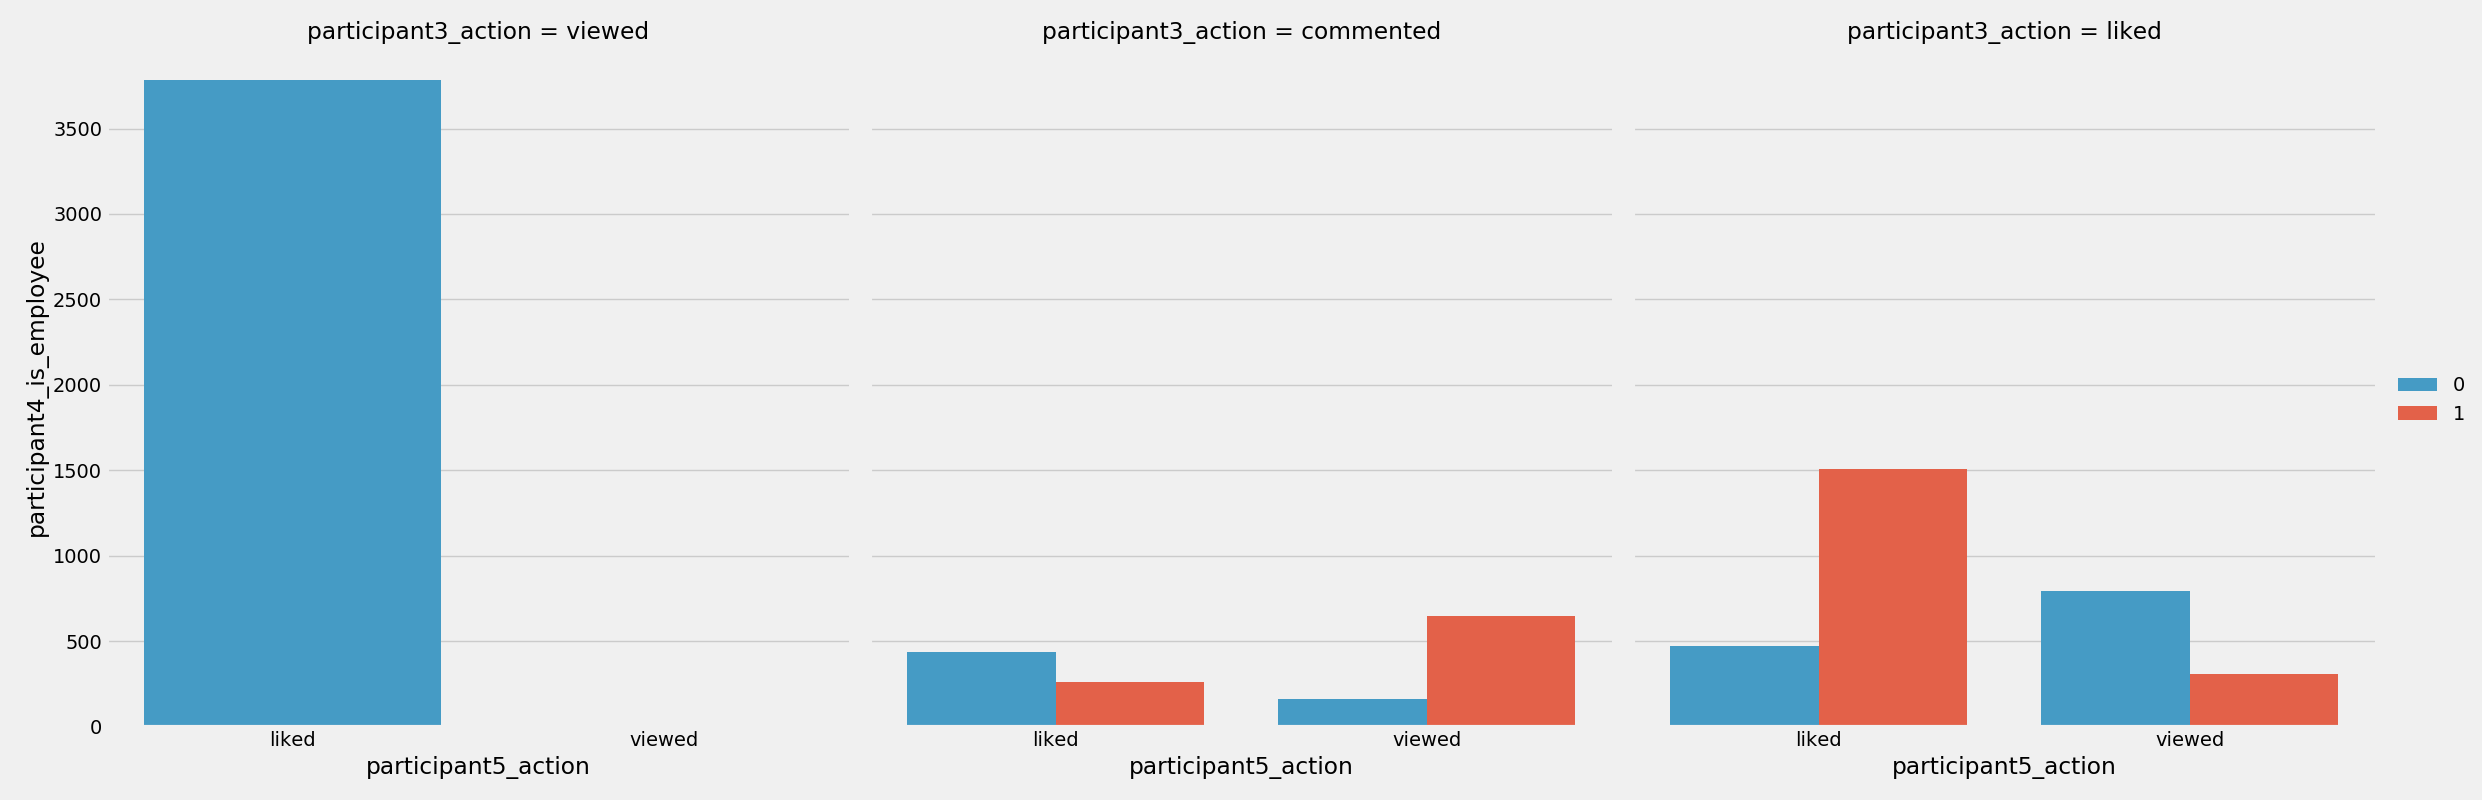 participant3_action = viewed
participant3_action = commented
participant3_action = liked
participant4_is_employee
3500
3000
2500
2000
1500
1000
500
0
liked
viewed
participant5_action
liked
viewed
participant5_action
liked
viewed
participant5_action
0
1